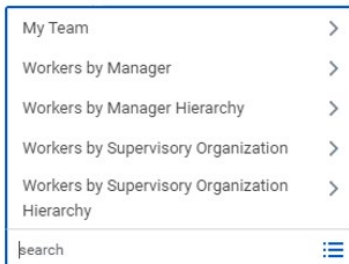 My Team
Workers by Manager
Workers by Manager Hierarchy
Workers by Supervisory Organization
Workers by Supervisory Organization
Hierarchy
search